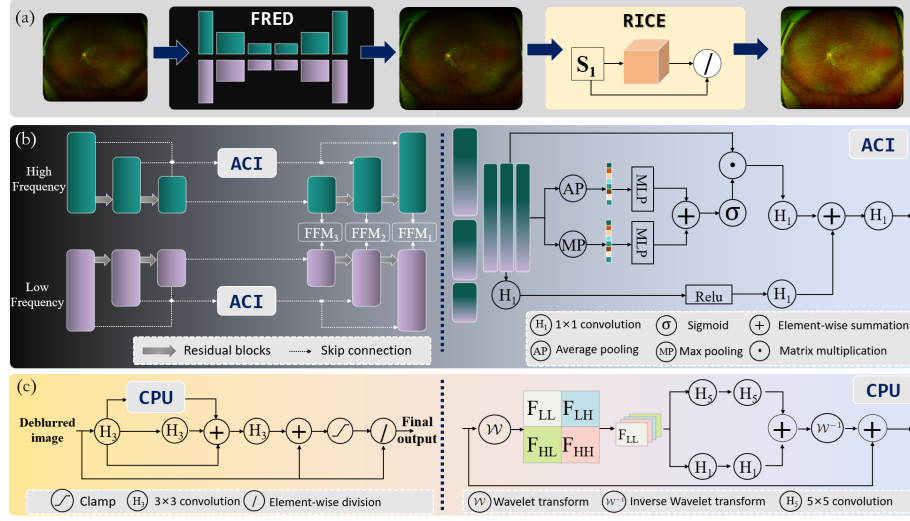 (a)
FRED
RICE
S1
/
(b)
High
Frequency
ACI
FFM3
FFM2
FFM1
Low
Frequency
ACI
Residual blocks
Skip connection
ACI
AP
MLP
MP
MLP
+
σ
H1
+
H1
H1
Relu
H1
H1 1×1 convolution
σ Sigmoid
+ Element-wise summation
AP Average pooling
MP Max pooling
Matrix multiplication
(c)
CPU
Deblurred
image
H3
H3
+
H3
+
/
Final
output
Clamp
H3 3×3 convolution
/ Element-wise division
CPU
W
FLL
FLH
FHL
FHH
FLL
H5
H5
H1
H1
+
W-1
+
W Wavelet transform
W-1 Inverse Wavelet transform
H5 5×5 convolution